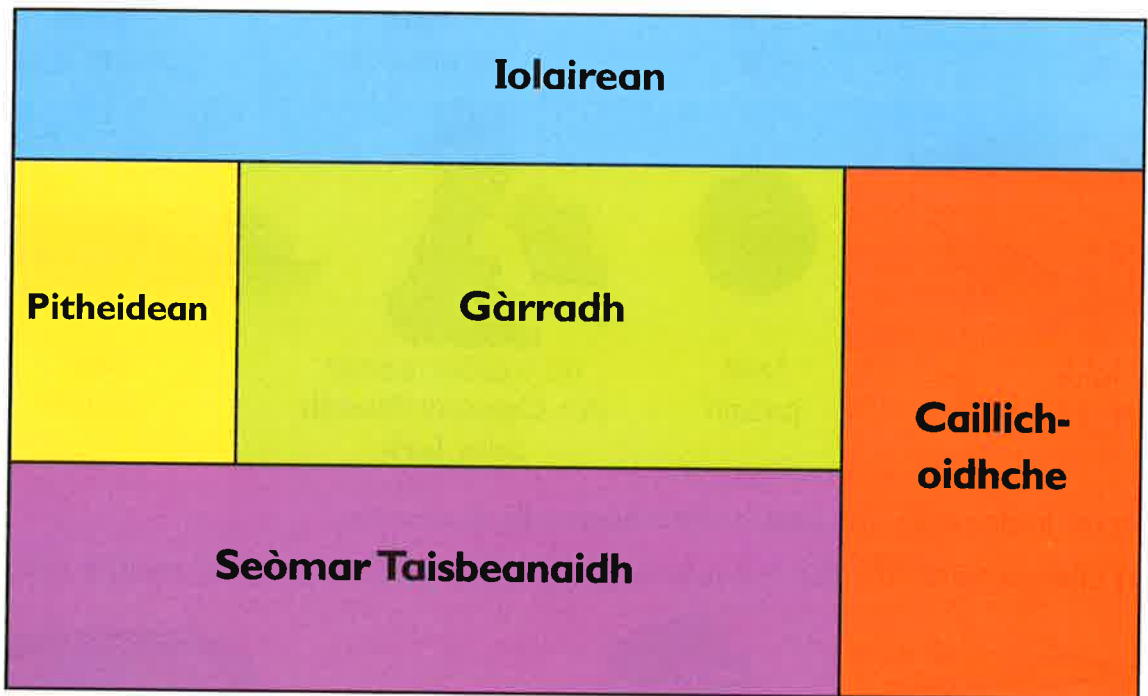 Iolairean
Pitheidean
Gàrradh
Caillich-
oidhche
Seòmar Taisbeanaidh